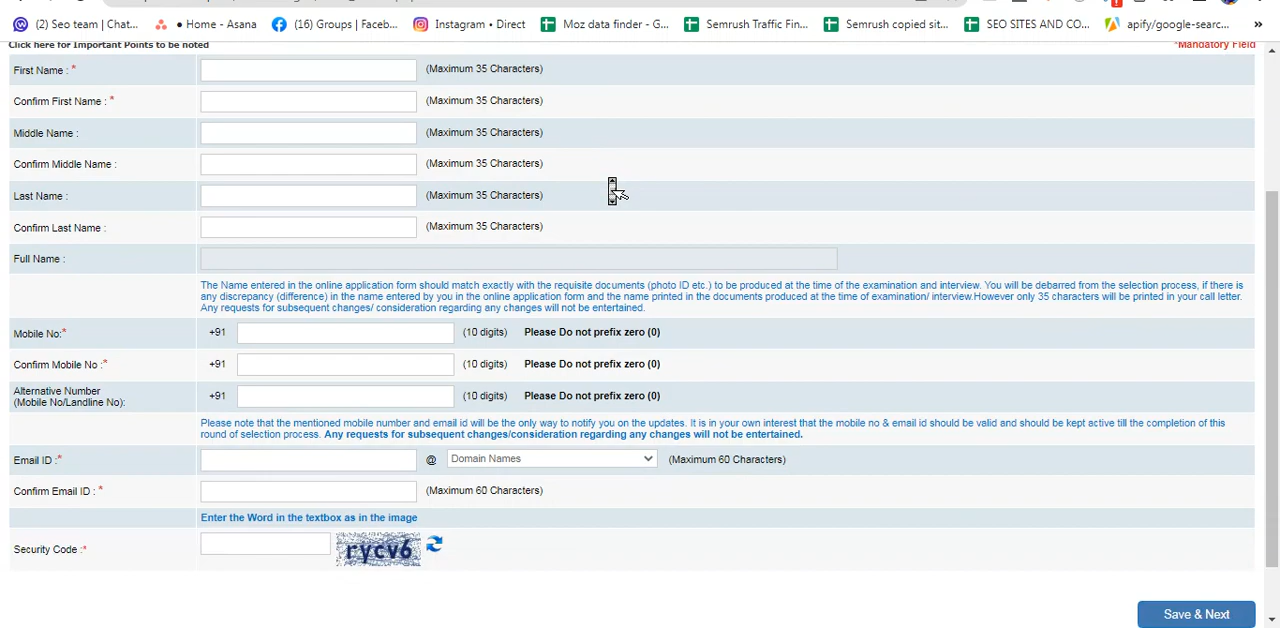 (2) Seo team | Chat...
● Home - Asana
(16) Groups | Faceb...
Instagram • Direct
Moz data finder - G...
Semrush Traffic Fin...
Semrush copied sit...
SEO SITES AND CO...
apify/google-searc...
»
Click here for Important Points to be noted
*Mandatory Field
First Name : *
(Maximum 35 Characters)
Confirm First Name : *
(Maximum 35 Characters)
Middle Name :
(Maximum 35 Characters)
Confirm Middle Name :
(Maximum 35 Characters)
Last Name :
(Maximum 35 Characters)
Confirm Last Name :
(Maximum 35 Characters)
Full Name :
The Name entered in the online application form should match exactly with the requisite documents (photo ID etc.) to be produced at the time of the examination and interview. You will be debarred from the selection process, if there is
any discrepancy (difference) in the name entered by you in the online application form and the name printed in the documents produced at the time of examination/ interview.However only 35 characters will be printed in your call letter.
Any requests for subsequent changes/ consideration regarding any changes will not be entertained.
Mobile No:*
+91
(10 digits)
Please Do not prefix zero (0)
Confirm Mobile No :*
+91
(10 digits)
Please Do not prefix zero (0)
Alternative Number
(Mobile No/Landline No):
+91
(10 digits)
Please Do not prefix zero (0)
Please note that the mentioned mobile number and email id will be the only way to notify you on the updates. It is in your own interest that the mobile no & email id should be valid and should be kept active till the completion of this
round of selection process. Any requests for subsequent changes/consideration regarding any changes will not be entertained.
Email ID :*
@
Domain Names
(Maximum 60 Characters)
Confirm Email ID : *
(Maximum 60 Characters)
Enter the Word in the textbox as in the image
Security Code :*
rycv6
Save & Next